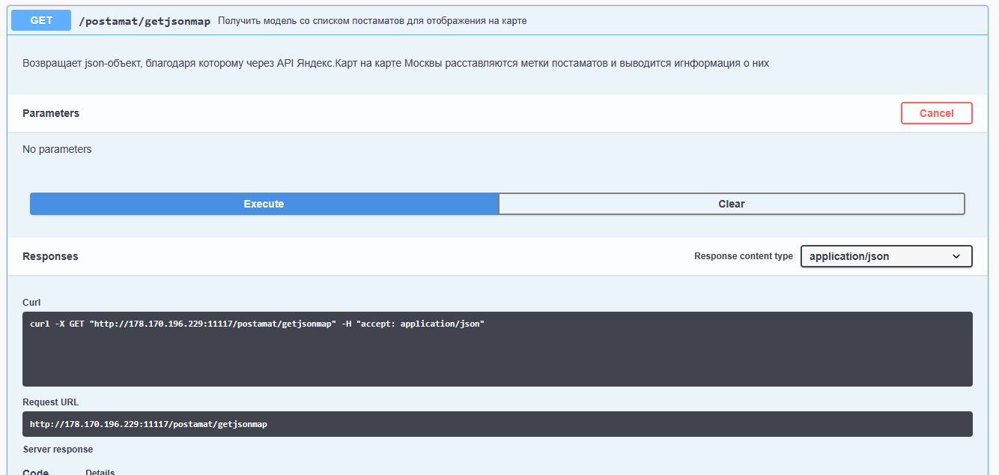 GET /postamat/getjsonmap Получить модель со списком постаматов для отображения на карте
Возвращает json-объект, благодаря которому через API Яндекс.Карт на карте Москвы расставляются метки постаматов и выводится игнформация о них
Parameters
Cancel
No parameters
Execute
Clear
Responses
Response content type
application/json
Curl
curl -X GET "http://178.170.196.229:11117/postamat/getjsonmap" -H "accept: application/json"
Request URL
http://178.170.196.229:11117/postamat/getjsonmap
Server response
Code
Details